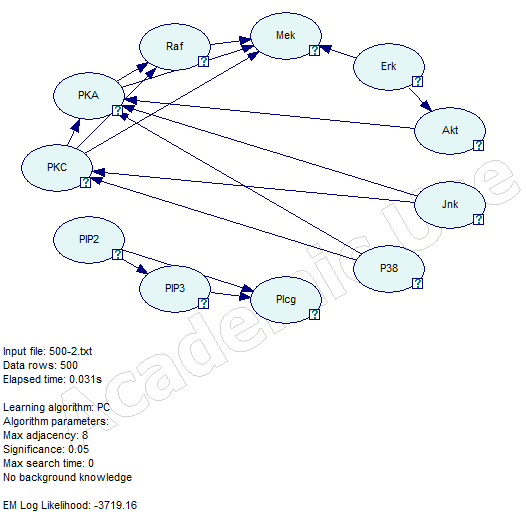 Mek
Raf
Erk
PKA
Akt
PKC
Jnk
PIP2
P38
PIP3
Plcg
Academic Use
Input file: 500-2.txt
Data rows: 500
Elapsed time: 0.031s
Learning algorithm: PC
Algorithm parameters:
Max adjacency: 8
Significance: 0.05
Max search time: 0
No background knowledge
EM Log Likelihood: -3719.16